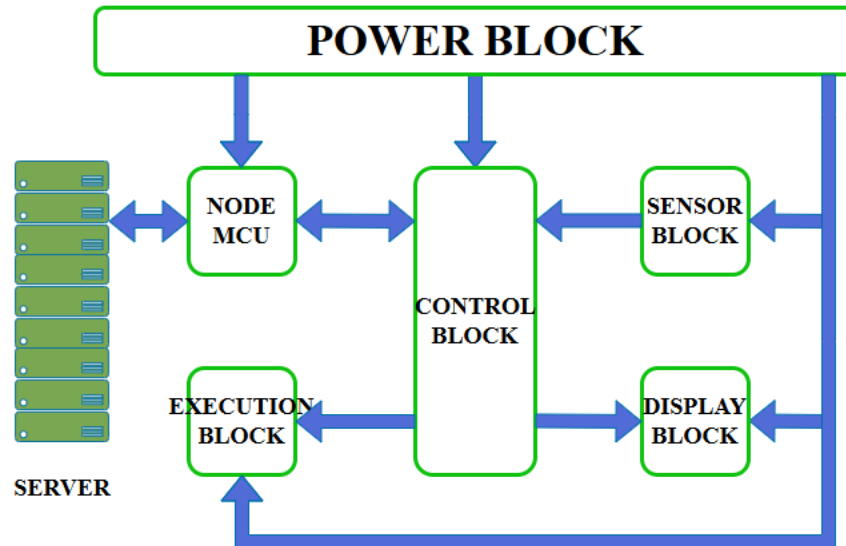 POWER BLOCK
NODE
MCU
SENSOR
BLOCK
CONTROL
BLOCK
EXECUTION
BLOCK
DISPLAY
BLOCK
SERVER